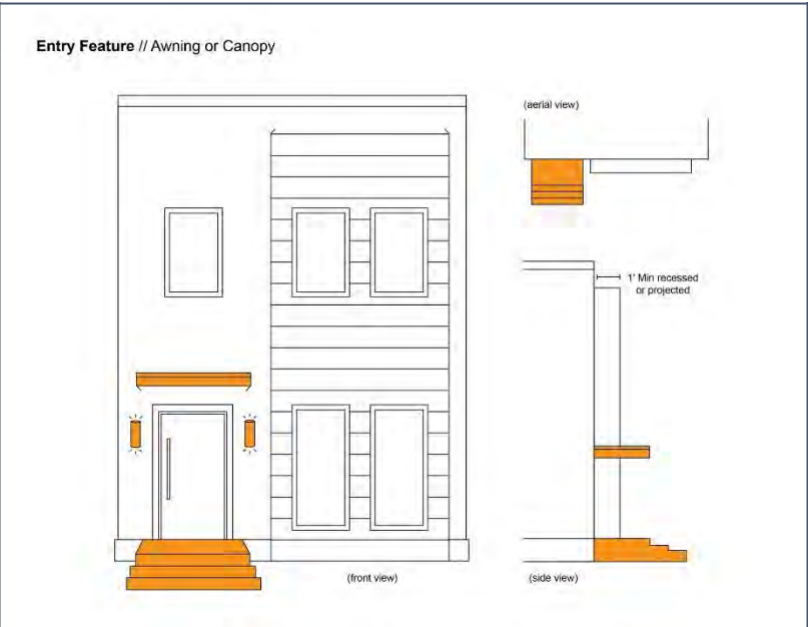 Entry Feature // Awning or Canopy
(aerial view)
1' Min recessed
or projected
(front view)
(side view)